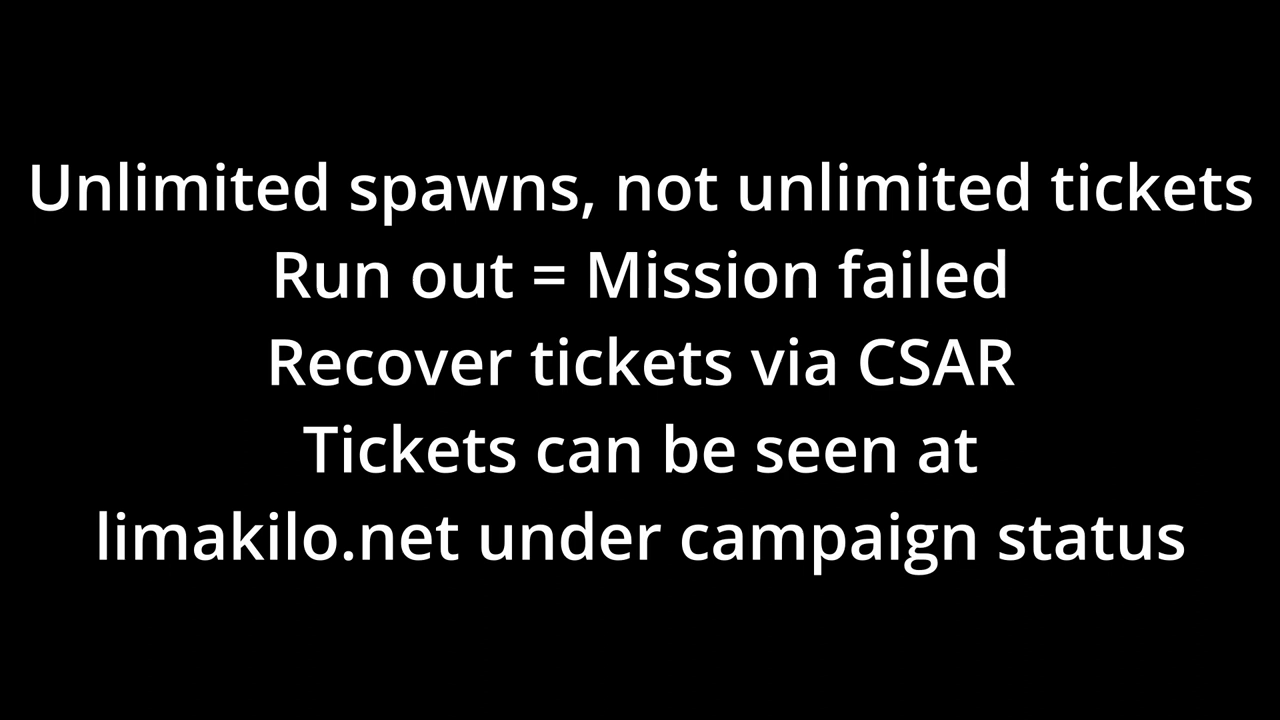 Unlimited spawns, not unlimited tickets
Run out = Mission failed
Recover tickets via CSAR
Tickets can be seen at
limakilo.net under campaign status